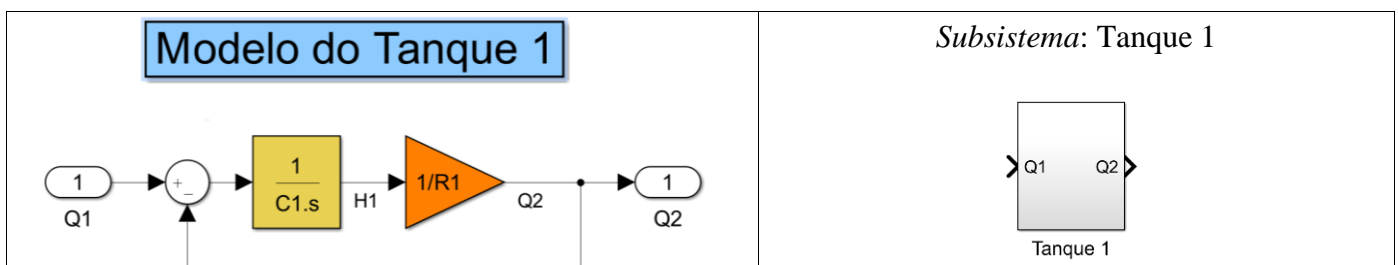 Modelo do Tanque 1
1
Q1
+
_
1
C1.s
H1
1/R1
Q2
1
Q2
Subsistema: Tanque 1
Q1
Q2
Tanque 1